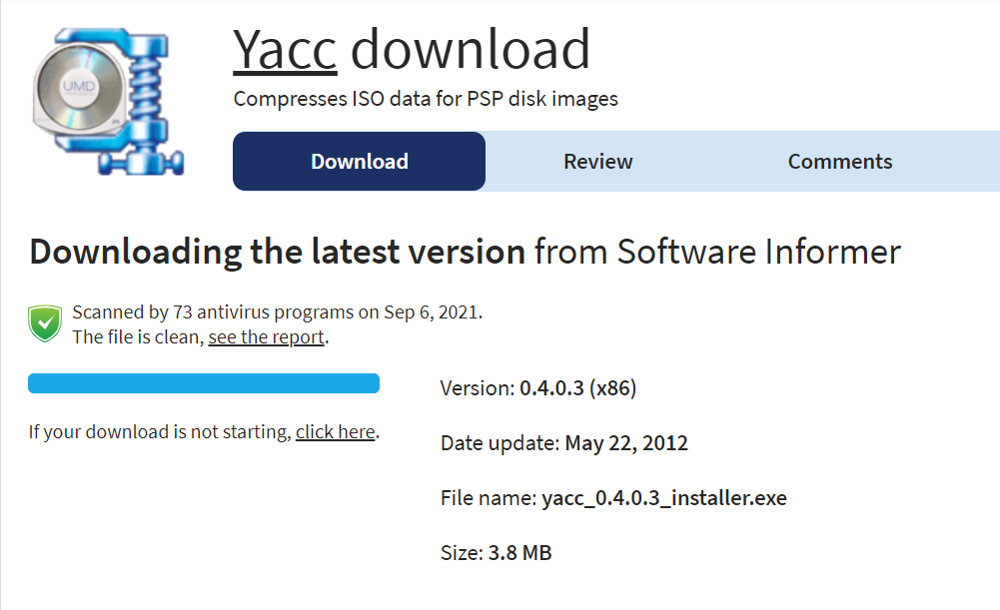 UMD
Yacc download
Compresses ISO data for PSP disk images
Download Review Comments
Downloading the latest version from Software Informer
Scanned by 73 antivirus programs on Sep 6, 2021.
The file is clean, see the report.
Version: 0.4.0.3 (x86)
If your download is not starting, click here.
Date update: May 22, 2012
File name: yacc_0.4.0.3_installer.exe
Size: 3.8 MB